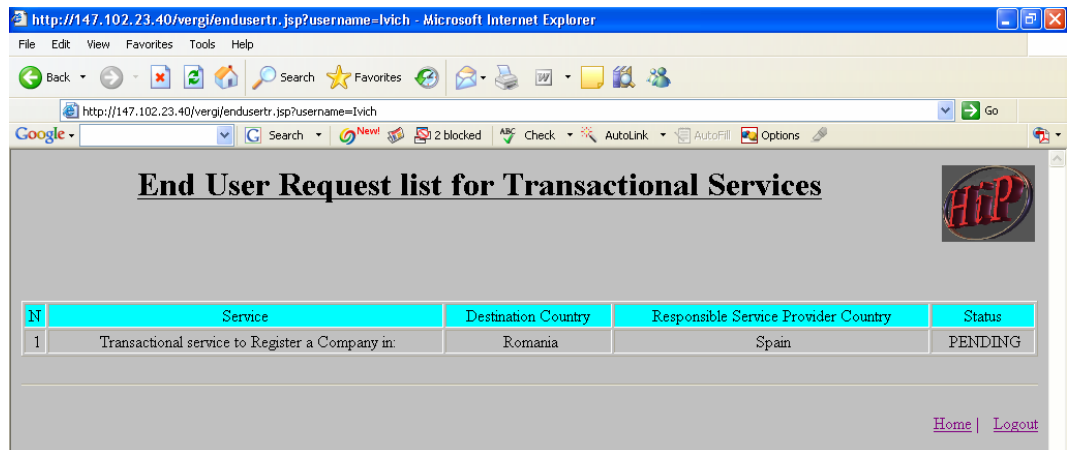 http://147.102.23.40/vergi/endusertr.jsp?username=Ivich - Microsoft Internet Explorer
File Edit View Favorites Tools Help
Back Search Favorites
http://147.102.23.40/vergi/endusertr.jsp?username=Ivich Go
Google G Search New! 2 blocked ABC Check AutoLink AutoFill Options
End User Request list for Transactional Services
HiP
N Service Destination Country Responsible Service Provider Country Status
1 Transactional service to Register a Company in: Romania Spain PENDING
Home | Logout